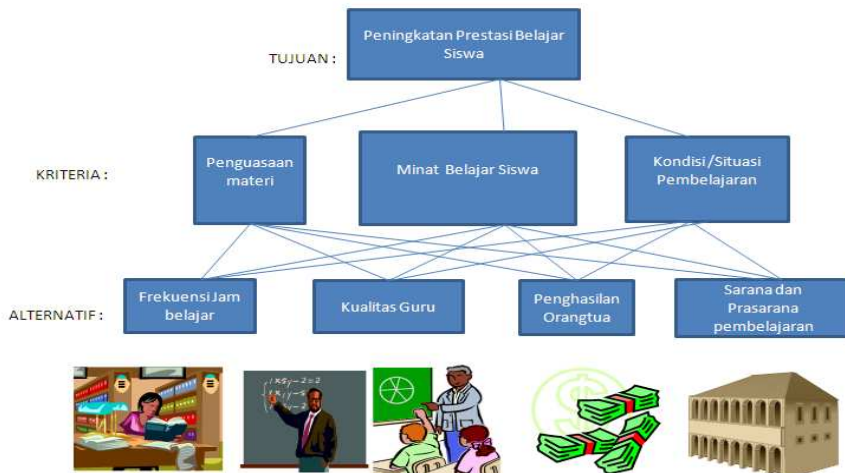 Peningkatan Prestasi Belajar
Siswa
TUJUAN :
Penguasaan
materi
Minat Belajar Siswa
Kondisi/Situasi
Pembelajaran
KRITERIA :
Frekuensi Jam
belajar
Kualitas Guru
Penghasilan
Orangtua
Sarana dan
Prasarana
pembelajaran
ALTERNATIF :